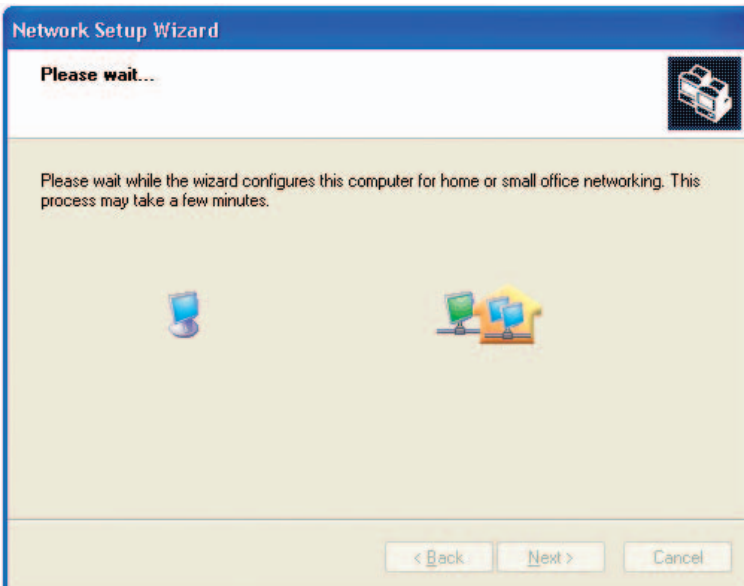 Network Setup Wizard
Please wait...
Please wait while the wizard configures this computer for home or small office networking. This
process may take a few minutes.
< Back Next > Cancel